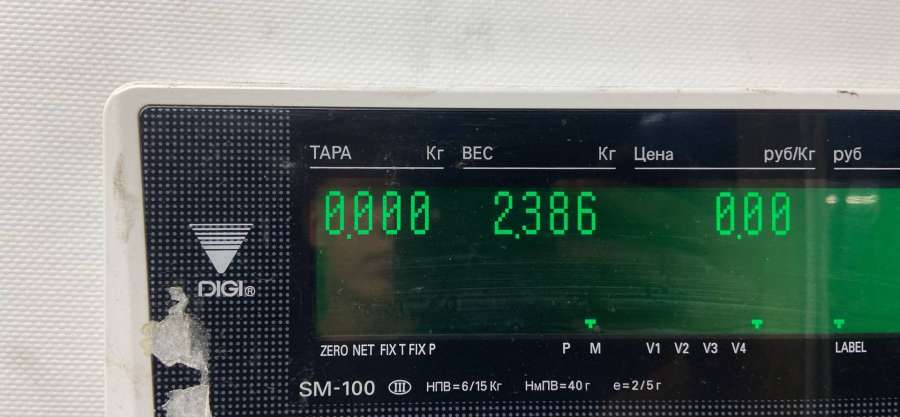 ТАРА Кг ВЕС Кг Цена руб/Кг руб
0.000 2.386 0.00
DIGI®
ZERO NET FIX T FIX P P M V1 V2 V3 V4 LABEL
SM-100 III НПВ=6/15 Кг НмПВ=40 г e=2/5 г